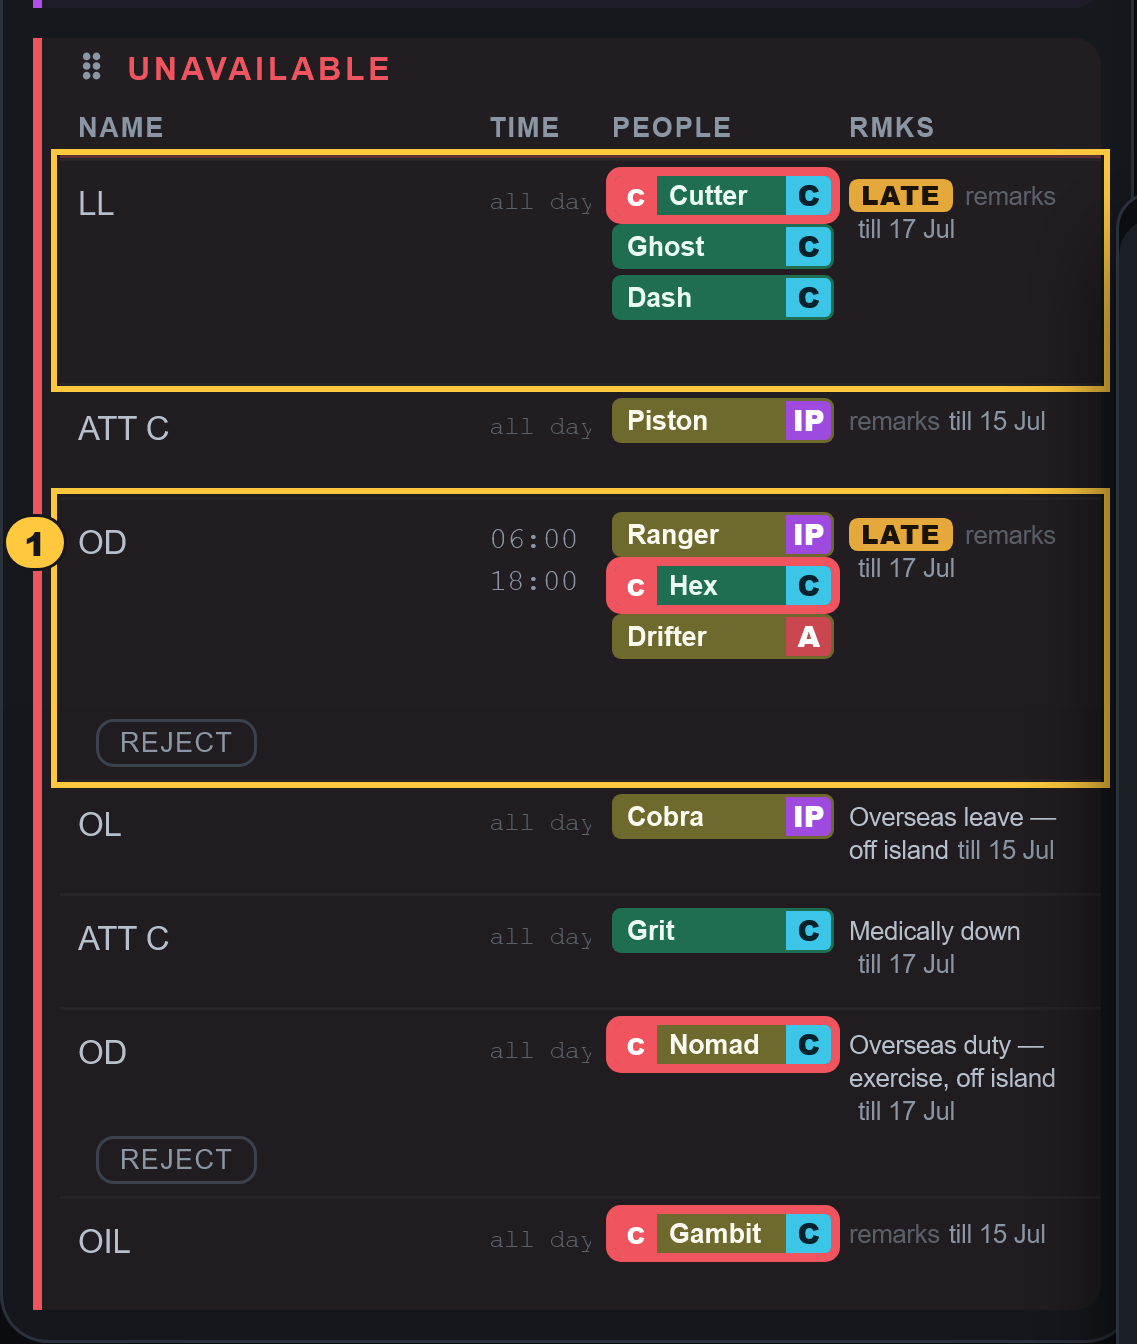 UNAVAILABLE
NAME TIME PEOPLE RMKS
LL all day c Cutter C LATE remarks
till 17 Jul
Ghost C
Dash C
ATT C all day Piston IP remarks till 15 Jul
1 OD 06:00 Ranger IP LATE remarks
18:00 c Hex C till 17 Jul
Drifter A
REJECT
OL all day Cobra IP Overseas leave —
off island till 15 Jul
ATT C all day Grit C Medically down
till 17 Jul
OD all day c Nomad C Overseas duty —
exercise, off island
till 17 Jul
REJECT
OIL all day c Gambit C remarks till 15 Jul